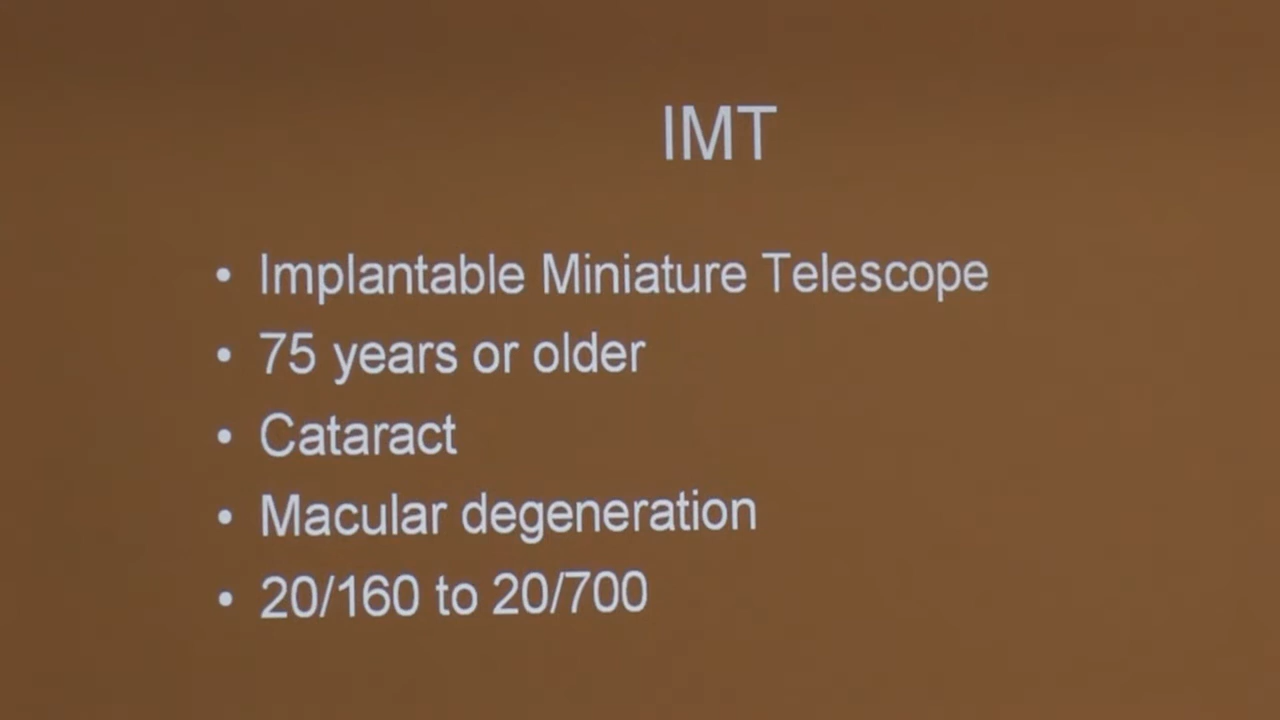 IMT
• Implantable Miniature Telescope
• 75 years or older
• Cataract
• Macular degeneration
• 20/160 to 20/700